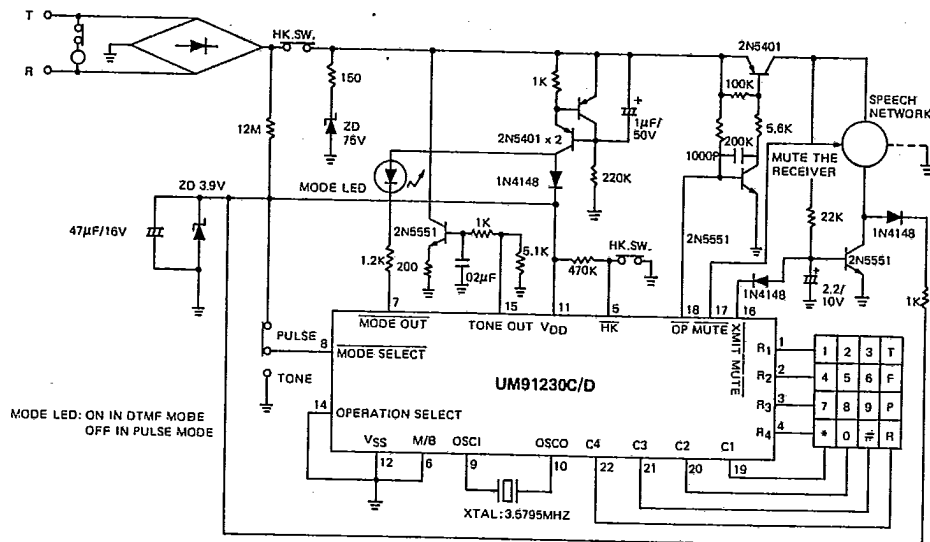 T
R
HK.SW.
2N5401
150
1K
100K
SPEECH
NETWORK
12M
ZD
75V
1µF/
50V
5,6K
2N5401 x 2
200K
1000P
MUTE THE
RECEIVER
220K
MODE LED
1N4148
ZD 3.9V
47µF/16V
1K
2N5551
22K
1N4148
1.2K
200
02µF
5.1K
470K
HK.SW.
2N5551
1N4148
2.2/
10V
2N5551
1K
7
15
11
5
18
17
16
MODE OUT
TONE OUT
VDD
HK
OP MUTE
XMIT MUTE
PULSE
8
MODE SELECT
TONE
UM91230C/D
R1
1
R2
2
R3
3
R4
4
1 2 3 T
4 5 6 F
7 8 9 P
* 0 # R
14
OPERATION SELECT
MODE LED: ON IN DTMF MOBE
OFF IN PULSE MODE
VSS
M/B
OSCI
OSCO
C4
C3
C2
C1
12
6
9
10
22
21
20
19
XTAL: 3.5795MHZ